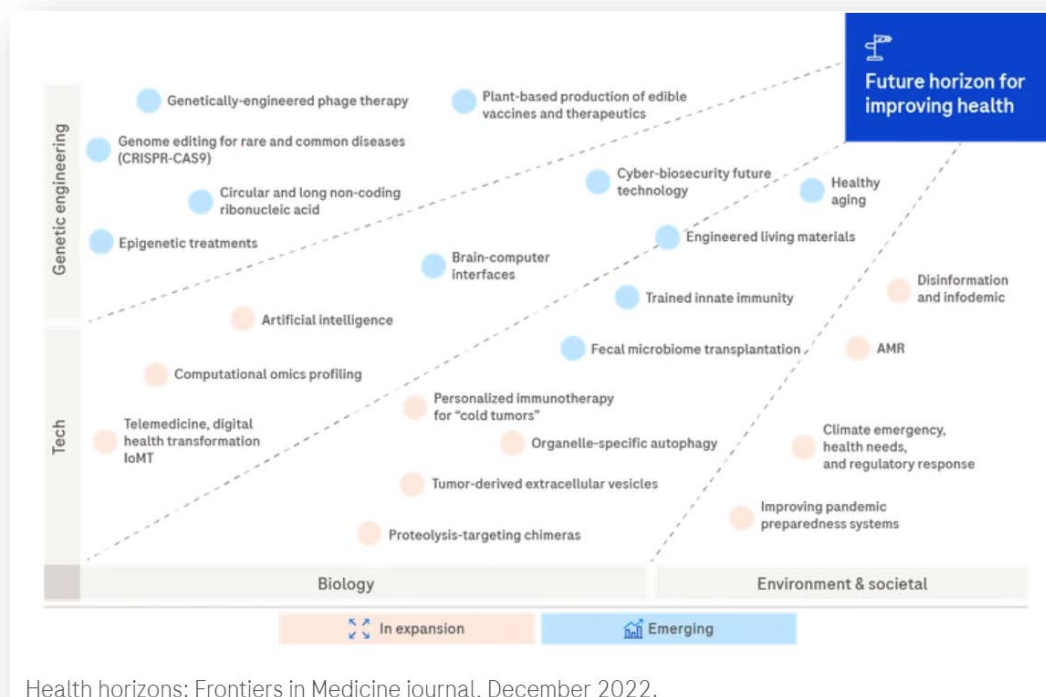 Future horizon for
improving health
Genetic engineering
Genetically-engineered phage therapy
Plant-based production of edible
vaccines and therapeutics
Genome editing for rare and common diseases
(CRISPR-CAS9)
Cyber-biosecurity future
technology
Healthy
aging
Circular and long non-coding
ribonucleic acid
Engineered living materials
Epigenetic treatments
Brain-computer
interfaces
Disinformation
and infodemic
Trained innate immunity
Artificial intelligence
Tech
Fecal microbiome transplantation
AMR
Computational omics profiling
Personalized immunotherapy
for “cold tumors”
Telemedicine, digital
health transformation
IoMT
Organelle-specific autophagy
Climate emergency,
health needs,
and regulatory response
Tumor-derived extracellular vesicles
Improving pandemic
preparedness systems
Proteolysis-targeting chimeras
Biology
Environment & societal
In expansion
Emerging
Health horizons: Frontiers in Medicine journal, December 2022.